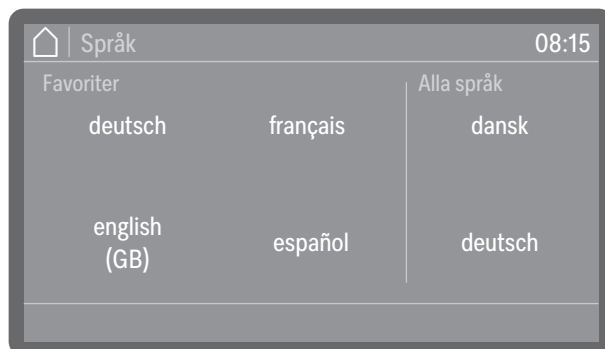 Språk
08:15
Favoriter
Alla språk
deutsch
français
dansk
english
(GB)
español
deutsch